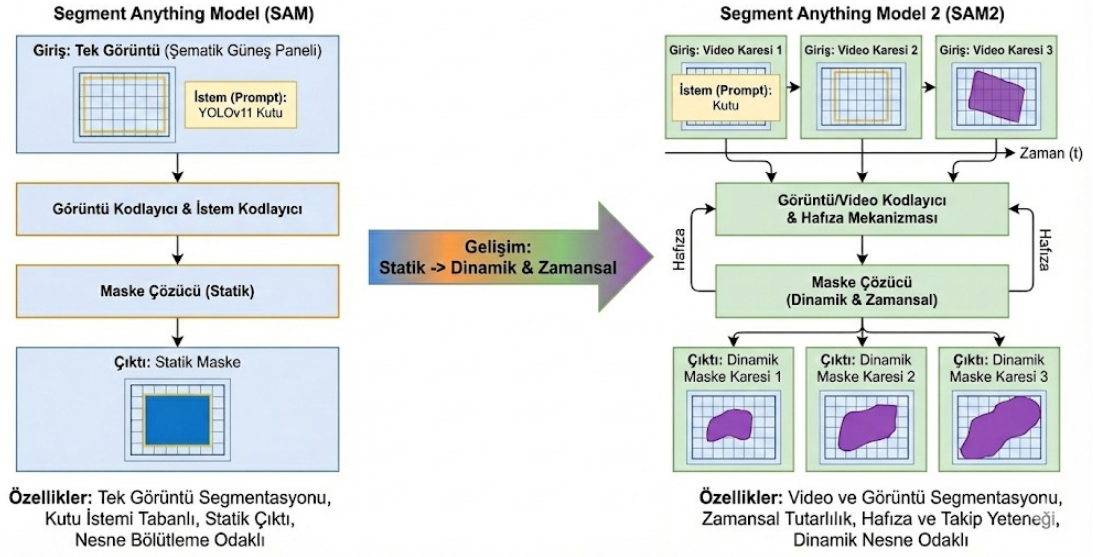 Segment Anything Model (SAM)
Giriş: Tek Görüntü (Şematik Güneş Paneli)
İstem (Prompt):
YOLOv11 Kutu
Görüntü Kodlayıcı & İstem Kodlayıcı
Maske Çözücü (Statik)
Çıktı: Statik Maske
Özellikler: Tek Görüntü Segmentasyonu,
Kutu İstemi Tabanlı, Statik Çıktı,
Nesne Bölütleme Odaklı
Gelişim:
Statik -> Dinamik & Zamansal
Segment Anything Model 2 (SAM2)
Giriş: Video Karesi 1
İstem (Prompt):
Kutu
Giriş: Video Karesi 2
Giriş: Video Karesi 3
Zaman (t)
Görüntü/Video Kodlayıcı
& Hafıza Mekanizması
Hafıza
Hafıza
Maske Çözücü
(Dinamik & Zamansal)
Çıktı: Dinamik
Maske Karesi 1
Çıktı: Dinamik
Maske Karesi 2
Çıktı: Dinamik
Maske Karesi 3
Özellikler: Video ve Görüntü Segmentasyonu,
Zamansal Tutarlılık, Hafıza ve Takip Yeteneği,
Dinamik Nesne Odaklı